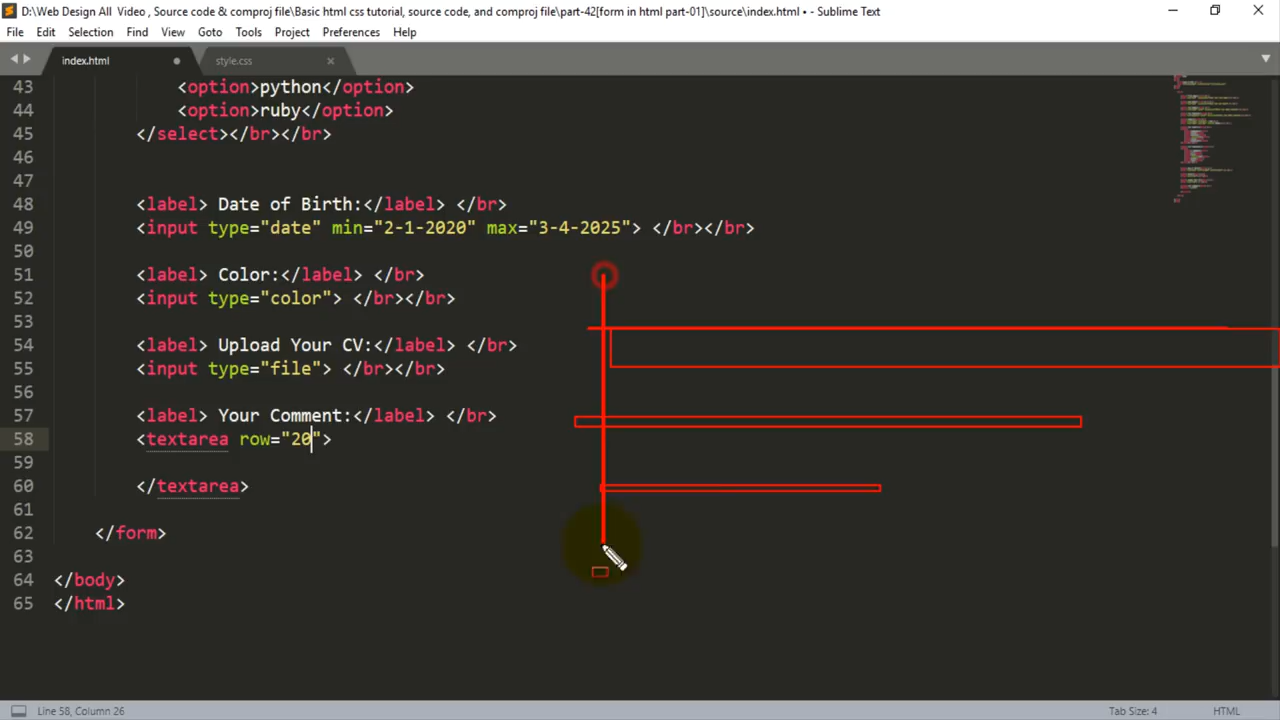 D:\Web Design All Video , Source code & comproj file\Basic html css tutorial, source code, and comproj file\part-42[form in html part-01]\source\index.html • - Sublime Text
File Edit Selection Find View Goto Tools Project Preferences Help
index.html style.css
43 <option>python</option>
44 <option>ruby</option>
45 </select></br></br>
46
47
48 <label> Date of Birth:</label> </br>
49 <input type="date" min="2-1-2020" max="3-4-2025"> </br></br>
50
51 <label> Color:</label> </br>
52 <input type="color"> </br></br>
53
54 <label> Upload Your CV:</label> </br>
55 <input type="file"> </br></br>
56
57 <label> Your Comment:</label> </br>
58 <textarea row="20">
59
60 </textarea>
61
62 </form>
63
64 </body>
65 </html>
Line 58, Column 26 Tab Size: 4 HTML